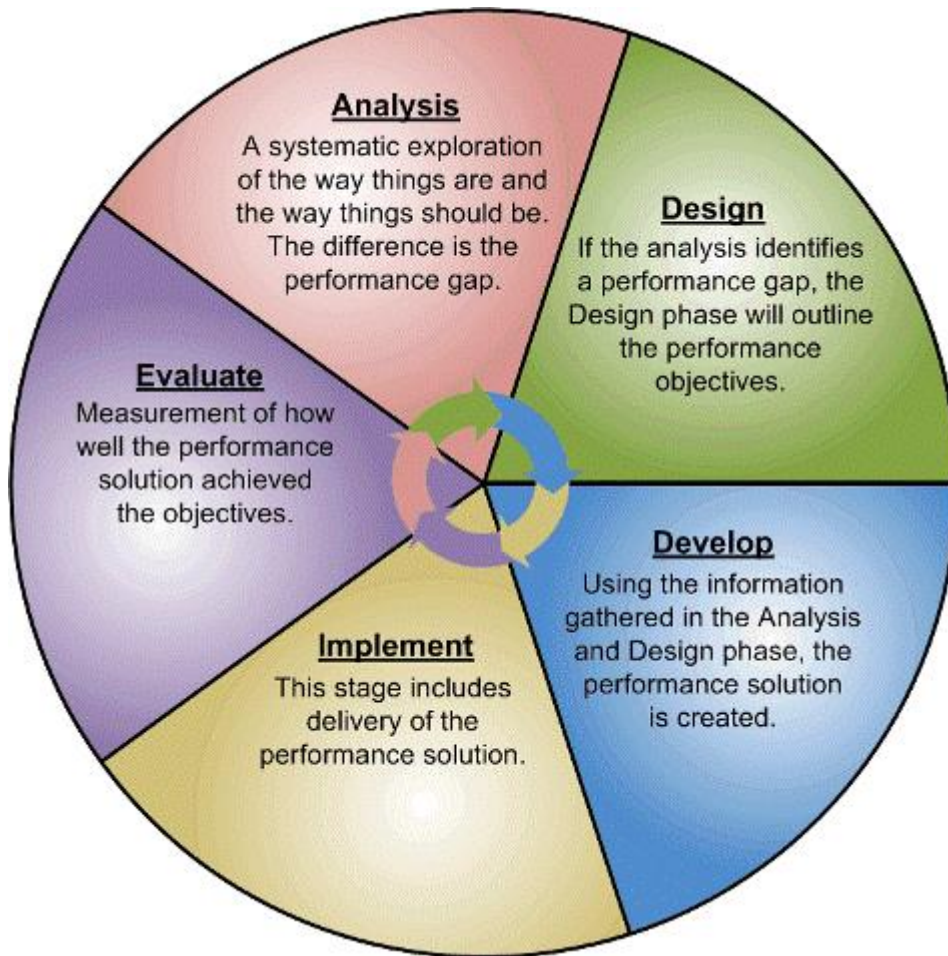 Analysis
A systematic exploration
of the way things are and
the way things should be.
The difference is the
performance gap.
Design
If the analysis identifies
a performance gap, the
Design phase will outline
the performance
objectives.
Develop
Using the information
gathered in the Analysis
and Design phase, the
performance solution
is created.
Implement
This stage includes
delivery of the
performance solution.
Evaluate
Measurement of how
well the performance
solution achieved
the objectives.